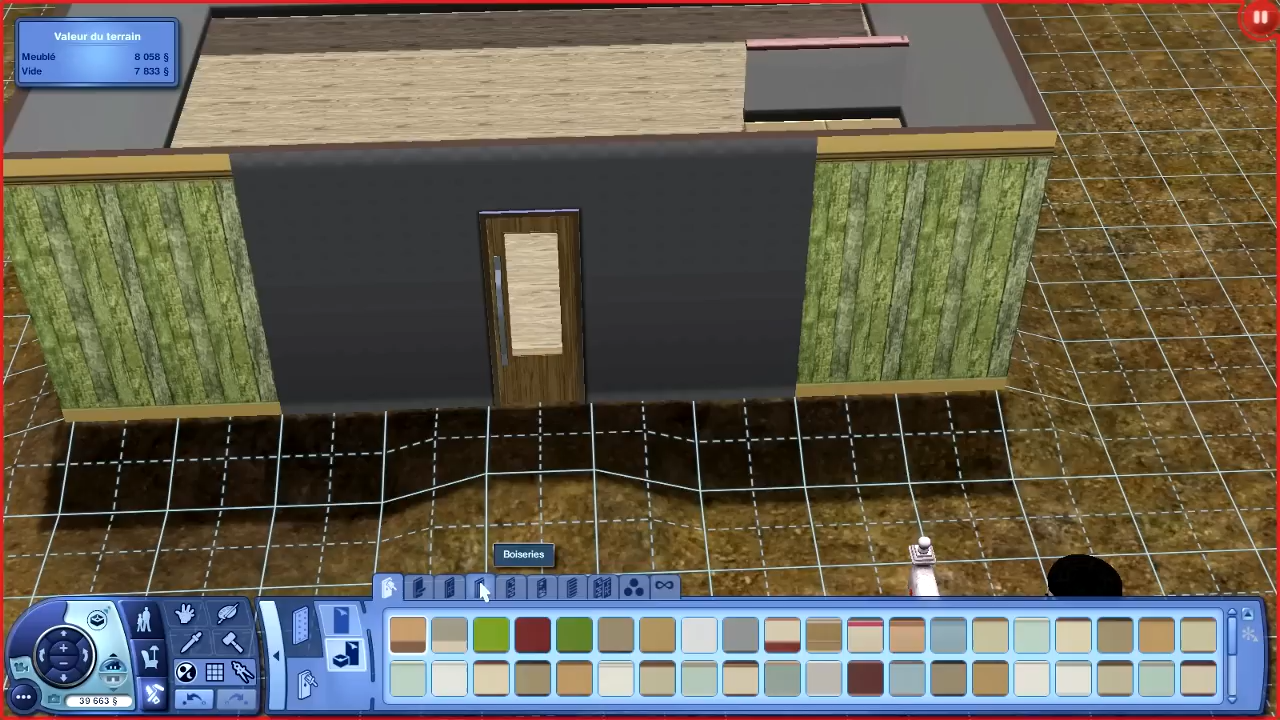 Valeur du terrain
Meublé 8 058 §
Vide 7 833 §
Boiseries
39 663 §